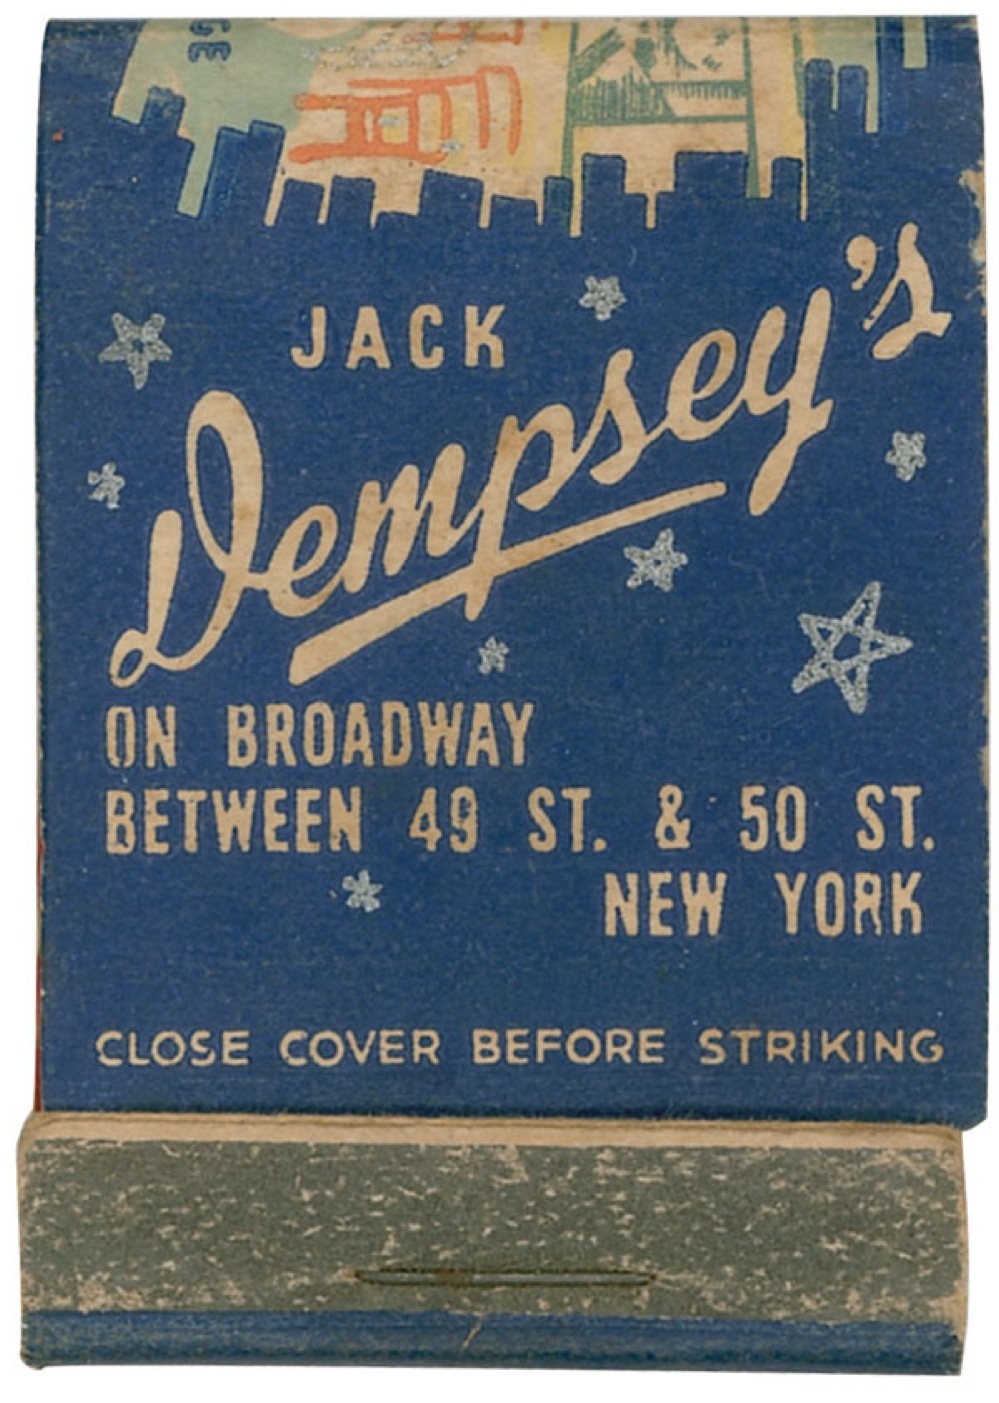 JACK
Dempsey's
ON BROADWAY
BETWEEN 49 ST. & 50 ST.
NEW YORK
CLOSE COVER BEFORE STRIKING